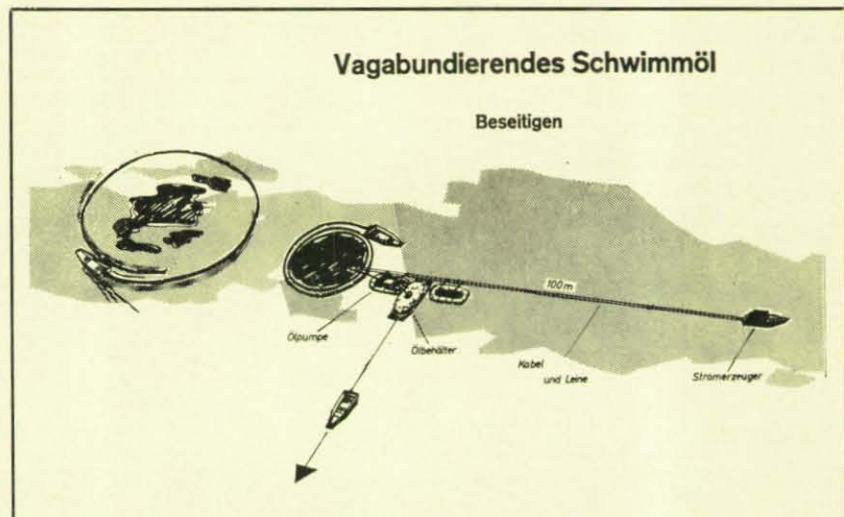 Vagabundierendes Schwimmöl
Beseitigen
100m
Ölpumpe
Ölbehälter
Kabel
und Leine
Stromerzeuger